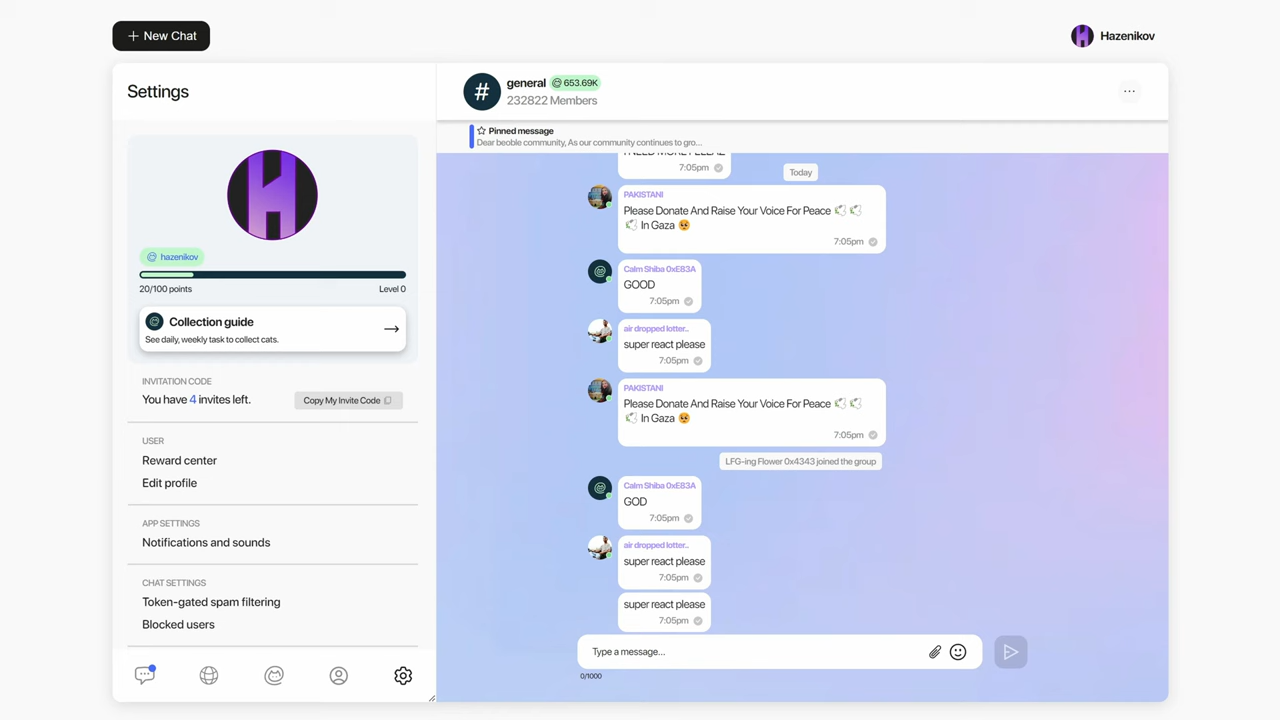 + New Chat
Hazenikov
Settings
hazenikov
20/100 points
Level 0
Collection guide
See daily, weekly task to collect cats.
INVITATION CODE
You have 4 invites left.
Copy My Invite Code
USER
Reward center
Edit profile
APP SETTINGS
Notifications and sounds
CHAT SETTINGS
Token-gated spam filtering
Blocked users
# general 653.69K
232822 Members
...
Pinned message
Dear beoble community, As our community continues to gro...
7:05pm
Today
PAKISTANI
Please Donate And Raise Your Voice For Peace
In Gaza
7:05pm
Calm Shiba 0xE83A
GOOD
7:05pm
air dropped lotter..
super react please
7:05pm
PAKISTANI
Please Donate And Raise Your Voice For Peace
In Gaza
7:05pm
LFG-ing Flower 0x4343 joined the group
Calm Shiba 0xE83A
GOD
7:05pm
air dropped lotter..
super react please
7:05pm
super react please
7:05pm
Type a message...
0/1000